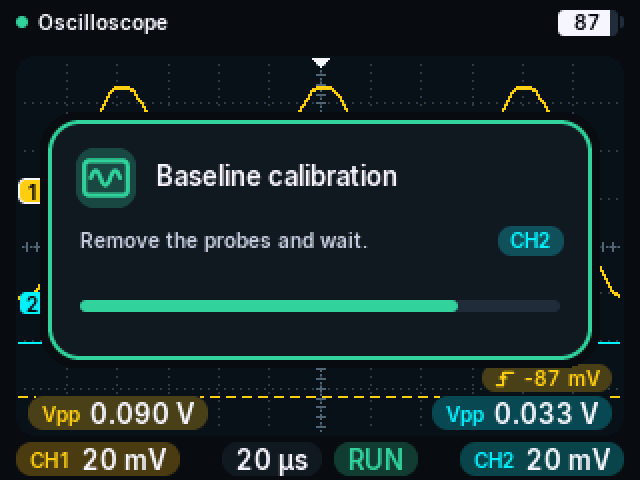 Oscilloscope
87
1
Baseline calibration
Remove the probes and wait.
CH2
2
-87 mV
Vpp 0.090 V
Vpp 0.033 V
CH1 20 mV
20 µs
RUN
CH2 20 mV